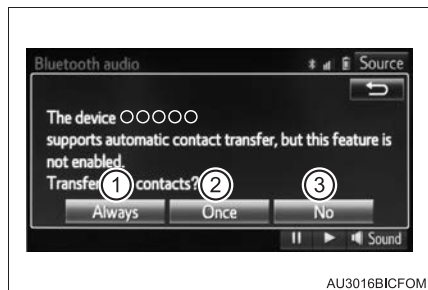 Bluetooth audio
Source
The device ○○○○○
supports automatic contact transfer, but this feature is
not enabled.
Transfer contacts?
1
2
3
Always
Once
No
Sound
AU3016BICFOM